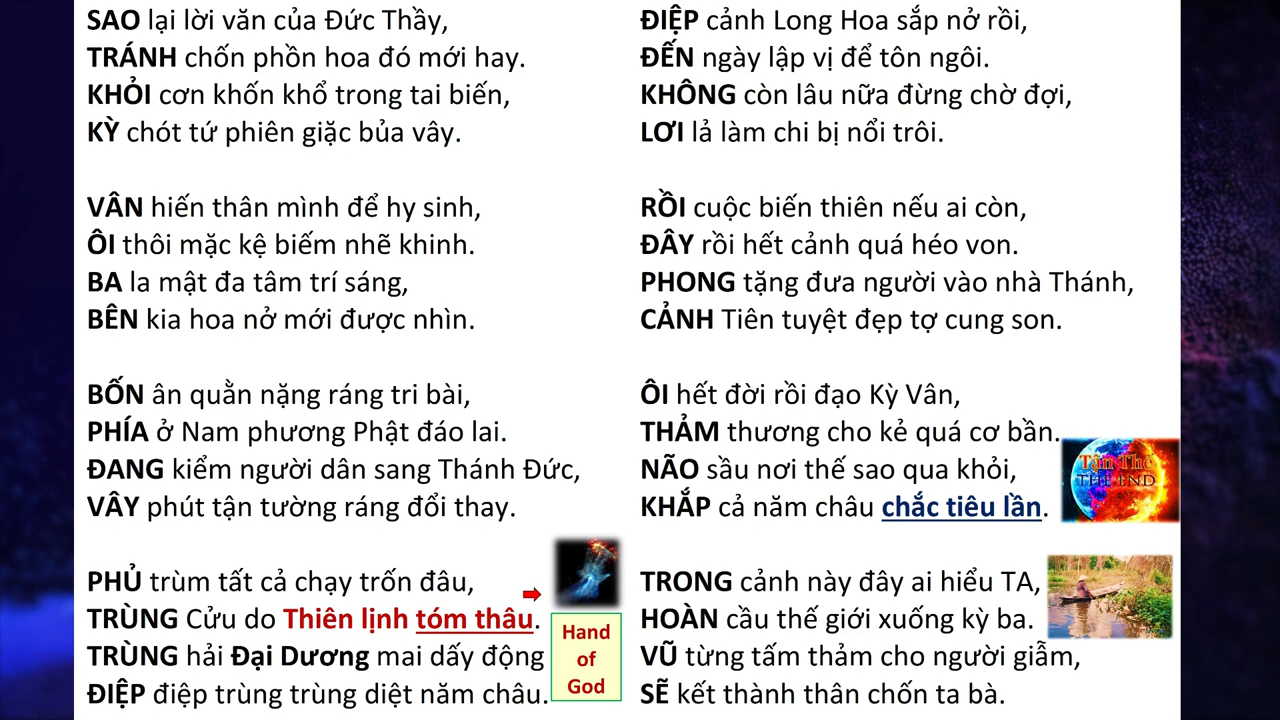 SAO lại lời văn của Đức Thầy,
TRÁNH chốn phồn hoa đó mới hay.
KHỎI cơn khốn khổ trong tai biến,
KỲ chót tứ phiên giặc bủa vây.
VÂN hiến thân mình để hy sinh,
ÔI thôi mặc kệ biếm nhẽ khinh.
BA la mật đa tâm trí sáng,
BÊN kia hoa nở mới được nhìn.
BỐN ân quằn nặng ráng tri bài,
PHÍA ở Nam phương Phật đáo lai.
ĐANG kiểm người dân sang Thánh Đức,
VÂY phút tận tường ráng đổi thay.
PHỦ trùm tất cả chạy trốn đâu,
TRÙNG Cửu do Thiên lịnh tóm thâu.
TRÙNG hải Đại Dương mai dấy động
ĐIỆP điệp trùng trùng diệt năm châu.
Hand
of
God
ĐIỆP cảnh Long Hoa sắp nở rồi,
ĐẾN ngày lập vị để tôn ngôi.
KHÔNG còn lâu nữa đừng chờ đợi,
LƠI lả làm chi bị nổi trôi.
RỒI cuộc biến thiên nếu ai còn,
ĐÂY rồi hết cảnh quá héo von.
PHONG tặng đưa người vào nhà Thánh,
CẢNH Tiên tuyệt đẹp tợ cung son.
ÔI hết đời rồi đạo Kỳ Vân,
THẢM thương cho kẻ quá cơ bần.
NÃO sầu nơi thế sao qua khỏi,
KHẮP cả năm châu chắc tiêu lần.
Tận Thế
THE END
TRONG cảnh này đây ai hiểu TA,
HOÀN cầu thế giới xuống kỳ ba.
VŨ từng tấm thảm cho người giẫm,
SẼ kết thành thân chốn ta bà.